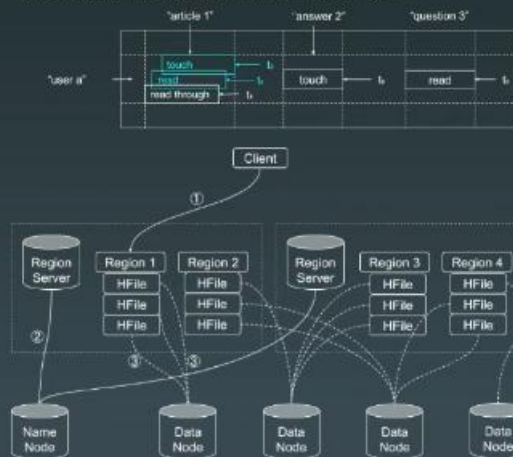 "article 1" "answer 2" "question 3"
touch
"user a" read touch read
read through
Client
①
Region Server Region 1 Region 2 Region Server Region 3 Region 4
HFile HFile HFile HFile
HFile HFile HFile HFile
HFile HFile HFile HFile
②
③ ③
Name Node Data Node Data Node Data Node Data Node